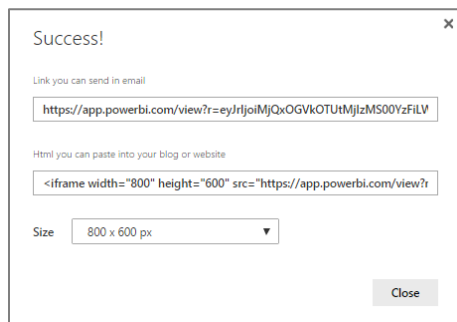 Success!
Link you can send in email
https://app.powerbi.com/view?r=eyJrIjoiMjQxOGVkOTUtMjIzMS00YzFiLW
Html you can paste into your blog or website
<iframe width="800" height="600" src="https://app.powerbi.com/view?r
Size 800 x 600 px
Close